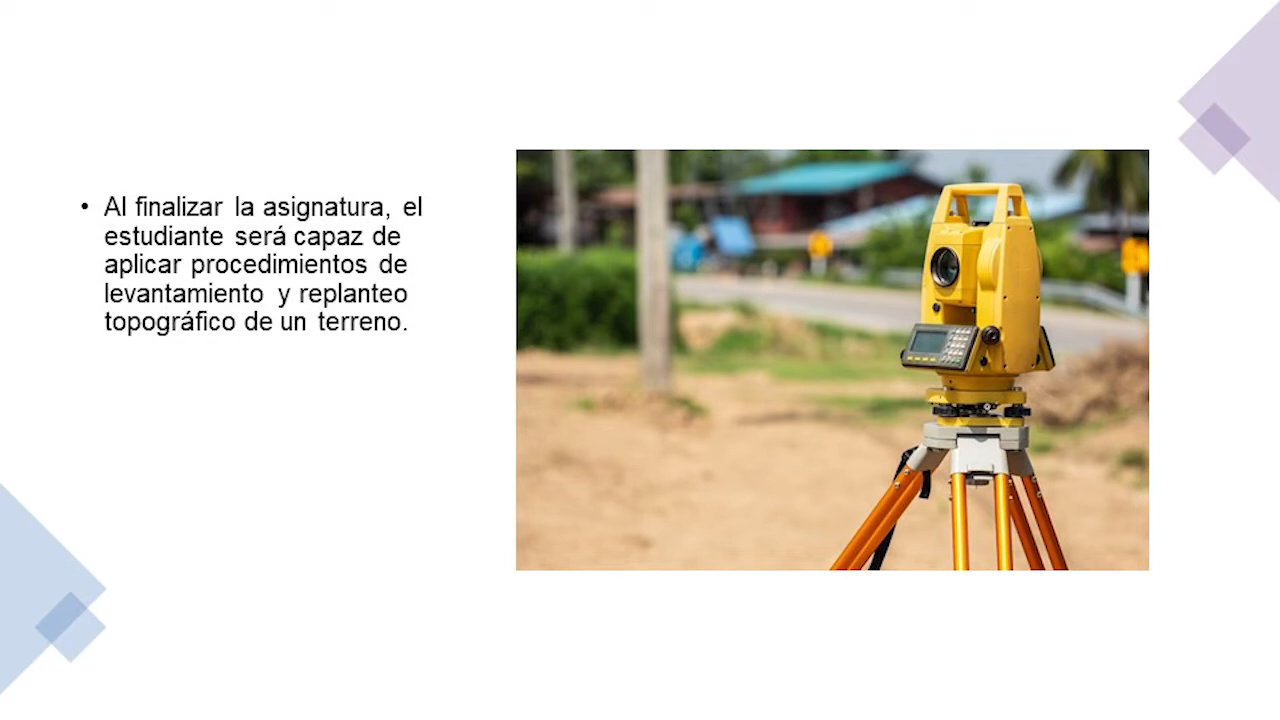 • Al finalizar la asignatura, el
estudiante será capaz de
aplicar procedimientos de
levantamiento y replanteo
topográfico de un terreno.